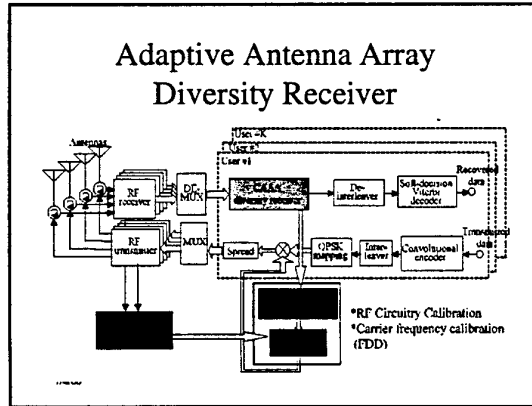 Adaptive Antenna Array
Diversity Receiver
User #K
User #2
User #1
Antennas
RF
receiver
DE-
MUX
diversity receiver
De-
interleaver
Soft-decision
Viterbi
decoder
Recovered
data
RF
transmitter
MUX
Spread
QPSK
mapping
Inter-
leaver
Convolutional
encoder
Transmitted
data
*RF Circuitry Calibration
*Carrier frequency calibration
(FDD)